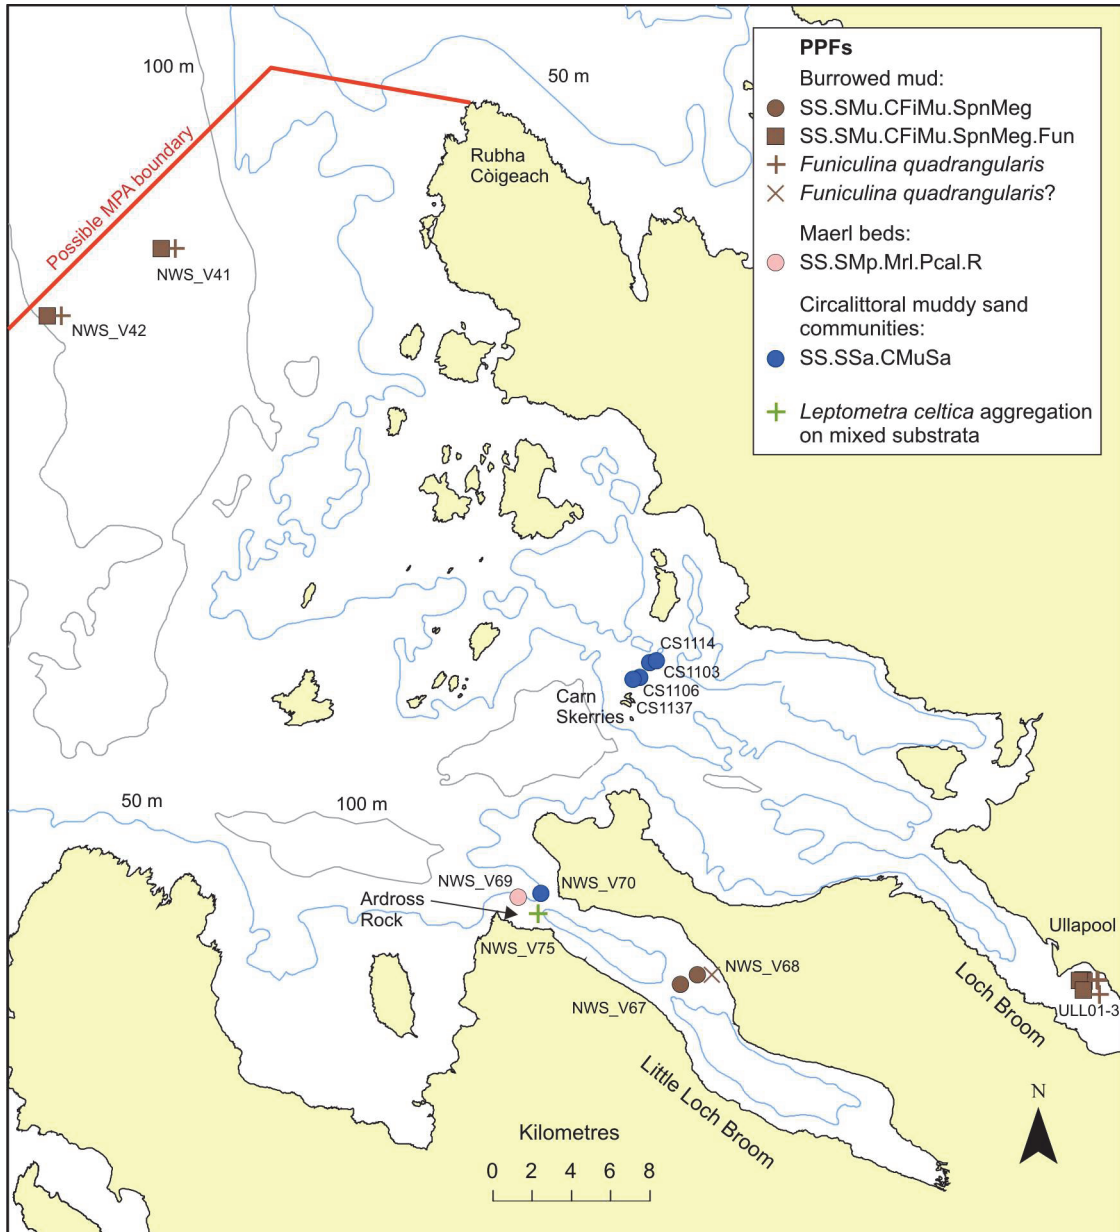 100 m
50 m
Possible MPA boundary
Rubha
Còigeach
NWS_V41
NWS_V42
PPFs
Burrowed mud:
SS.SMu.CFiMu.SpnMeg
SS.SMu.CFiMu.SpnMeg.Fun
Funiculina quadrangularis
Funiculina quadrangularis?
Maerl beds:
SS.SMp.Mrl.Pcal.R
Circalittoral muddy sand
communities:
SS.SSa.CMuSa
Leptometra celtica aggregation
on mixed substrata
CS1114
CS1103
CS1106
CS1137
Carn
Skerries
50 m
100 m
NWS_V69
NWS_V70
Ardross
Rock
NWS_V75
NWS_V68
NWS_V67
Ullapool
ULL01-3
Loch Broom
Little Loch Broom
Kilometres
0 2 4 6 8
N